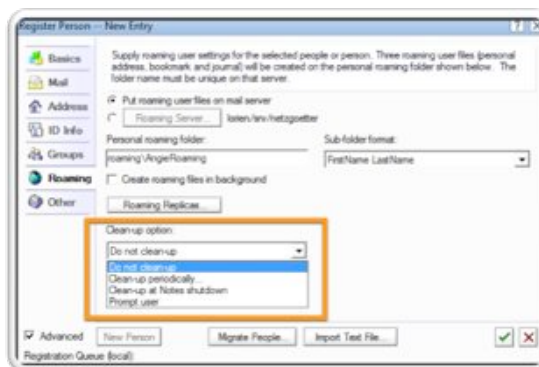 Register Person -- New Entry
Basics
Mail
Address
ID Info
Groups
Roaming
Other
Supply roaming user settings for the selected people or person. Three roaming user files (personal
address, bookmark and journal) will be created on the personal roaming folder shown below. The
folder name must be unique on that server.
Put roaming user files on mail server
Roaming Server...
Personal roaming folder:
Sub-folder format:
roaming\AngieRoaming
FirstName LastName
Create roaming files in background
Roaming Replicas...
Clean-up option:
Do not clean-up
Do not clean-up
Clean-up periodically...
Clean-up at Notes shutdown
Prompt user
Advanced
New Person
Migrate People...
Import Text File...
Registration Queue (local):